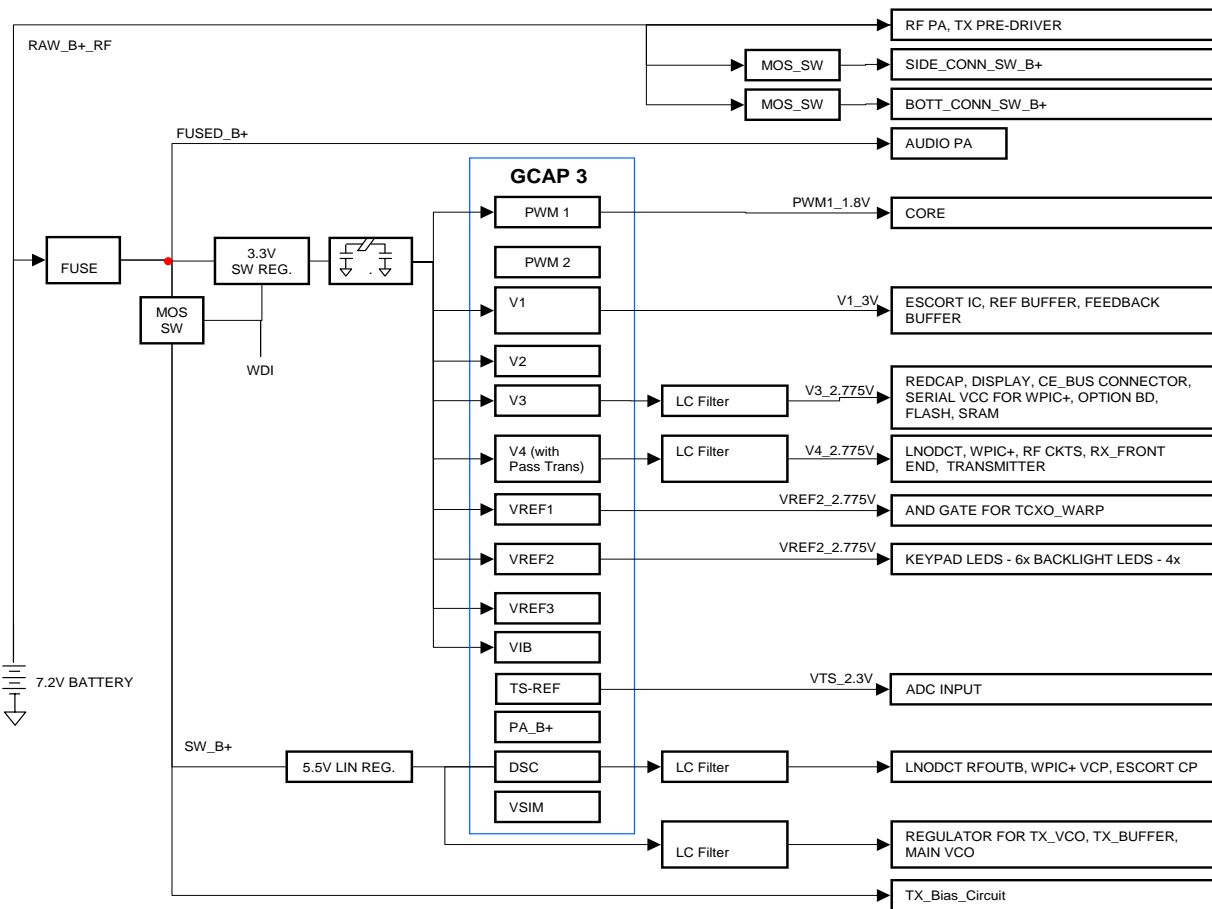 RF PA, TX PRE-DRIVER
RAW_B+_RF
MOS_SW
SIDE_CONN_SW_B+
MOS_SW
BOTT_CONN_SW_B+
FUSED_B+
AUDIO PA
GCAP 3
PWM 1
PWM1_1.8V
CORE
FUSE
3.3V
SW REG.
.
PWM 2
MOS
SW
WDI
V1
V1_3V
ESCORT IC, REF BUFFER, FEEDBACK
BUFFER
V2
V3
LC Filter
V3_2.775V
REDCAP, DISPLAY, CE_BUS CONNECTOR,
SERIAL VCC FOR WPIC+, OPTION BD,
FLASH, SRAM
V4 (with
Pass Trans)
LC Filter
V4_2.775V
LNODCT, WPIC+, RF CKTS, RX_FRONT
END, TRANSMITTER
VREF1
VREF2_2.775V
AND GATE FOR TCXO_WARP
VREF2
VREF2_2.775V
KEYPAD LEDS - 6x BACKLIGHT LEDS - 4x
VREF3
VIB
7.2V BATTERY
TS-REF
VTS_2.3V
ADC INPUT
PA_B+
SW_B+
5.5V LIN REG.
DSC
LC Filter
LNODCT RFOUTB, WPIC+ VCP, ESCORT CP
VSIM
LC Filter
REGULATOR FOR TX_VCO, TX_BUFFER,
MAIN VCO
TX_Bias_Circuit